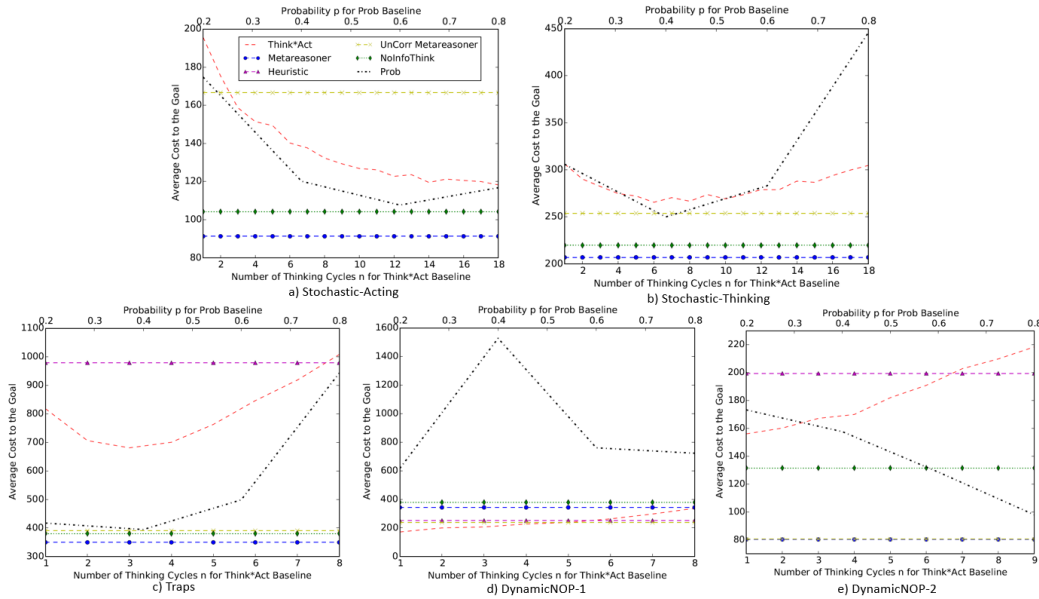 Probability p for Prob Baseline
0.2 0.3 0.4 0.5 0.6 0.7 0.8
200
180
160
140
120
100
80
Average Cost to the Goal
Think*Act
Metareasoner
Heuristic
UnCorr Metareasoner
NoInfoThink
Prob
2 4 6 8 10 12 14 16 18
Number of Thinking Cycles n for Think*Act Baseline
a) Stochastic-Acting
Probability p for Prob Baseline
0.2 0.3 0.4 0.5 0.6 0.7 0.8
450
400
350
300
250
200
Average Cost to the Goal
2 4 6 8 10 12 14 16 18
Number of Thinking Cycles n for Think*Act Baseline
b) Stochastic-Thinking
Probability p for Prob Baseline
0.2 0.3 0.4 0.5 0.6 0.7 0.8
1100
1000
900
800
700
600
500
400
300
Average Cost to the Goal
1 2 3 4 5 6 7 8
Number of Thinking Cycles n for Think*Act Baseline
c) Traps
Probability p for Prob Baseline
0.2 0.3 0.4 0.5 0.6 0.7 0.8
1600
1400
1200
1000
800
600
400
200
0
Average Cost to the Goal
1 2 3 4 5 6 7 8
Number of Thinking Cycles n for Think*Act Baseline
d) DynamicNOP-1
Probability p for Prob Baseline
0.2 0.3 0.4 0.5 0.6 0.7 0.8
220
200
180
160
140
120
100
80
Average Cost to the Goal
1 2 3 4 5 6 7 8 9
Number of Thinking Cycles n for Think*Act Baseline
e) DynamicNOP-2